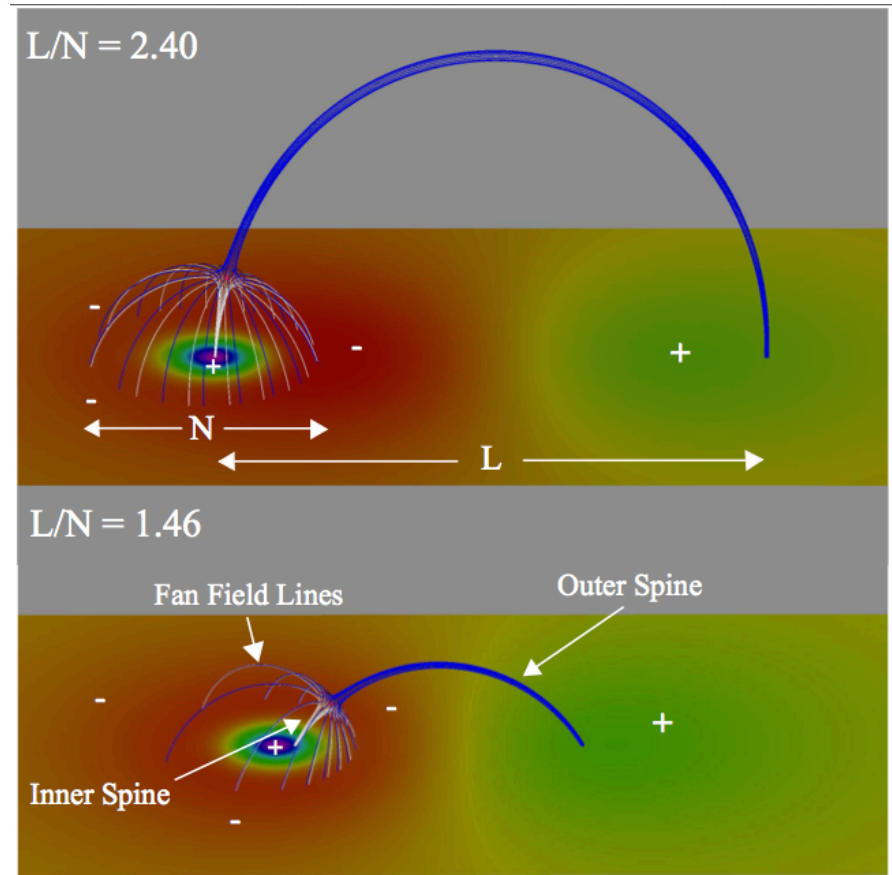 L/N = 2.40
-
-
+
+
-
N
L
L/N = 1.46
Fan Field Lines
Outer Spine
-
-
+
+
Inner Spine
-